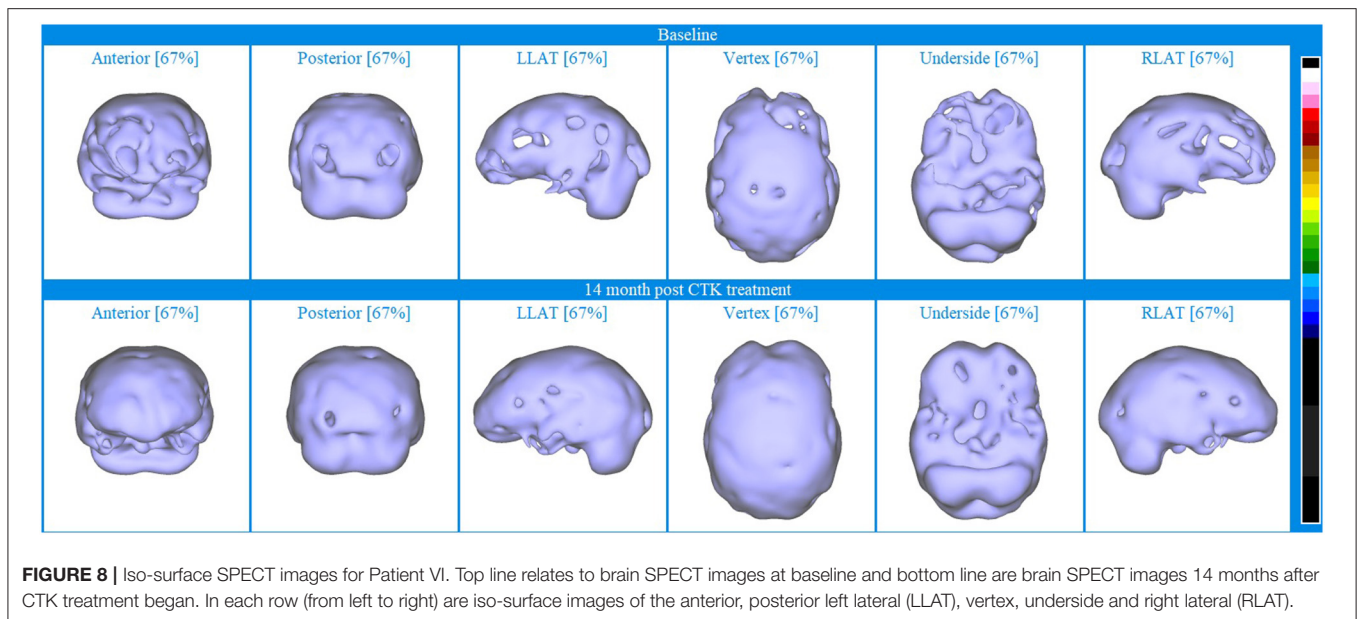 Baseline
Anterior [67%] Posterior [67%] LLAT [67%] Vertex [67%] Underside [67%] RLAT [67%]
14 month post CTK treatment
Anterior [67%] Posterior [67%] LLAT [67%] Vertex [67%] Underside [67%] RLAT [67%]
FIGURE 8 | Iso-surface SPECT images for Patient VI. Top line relates to brain SPECT images at baseline and bottom line are brain SPECT images 14 months after
CTK treatment began. In each row (from left to right) are iso-surface images of the anterior, posterior left lateral (LLAT), vertex, underside and right lateral (RLAT).